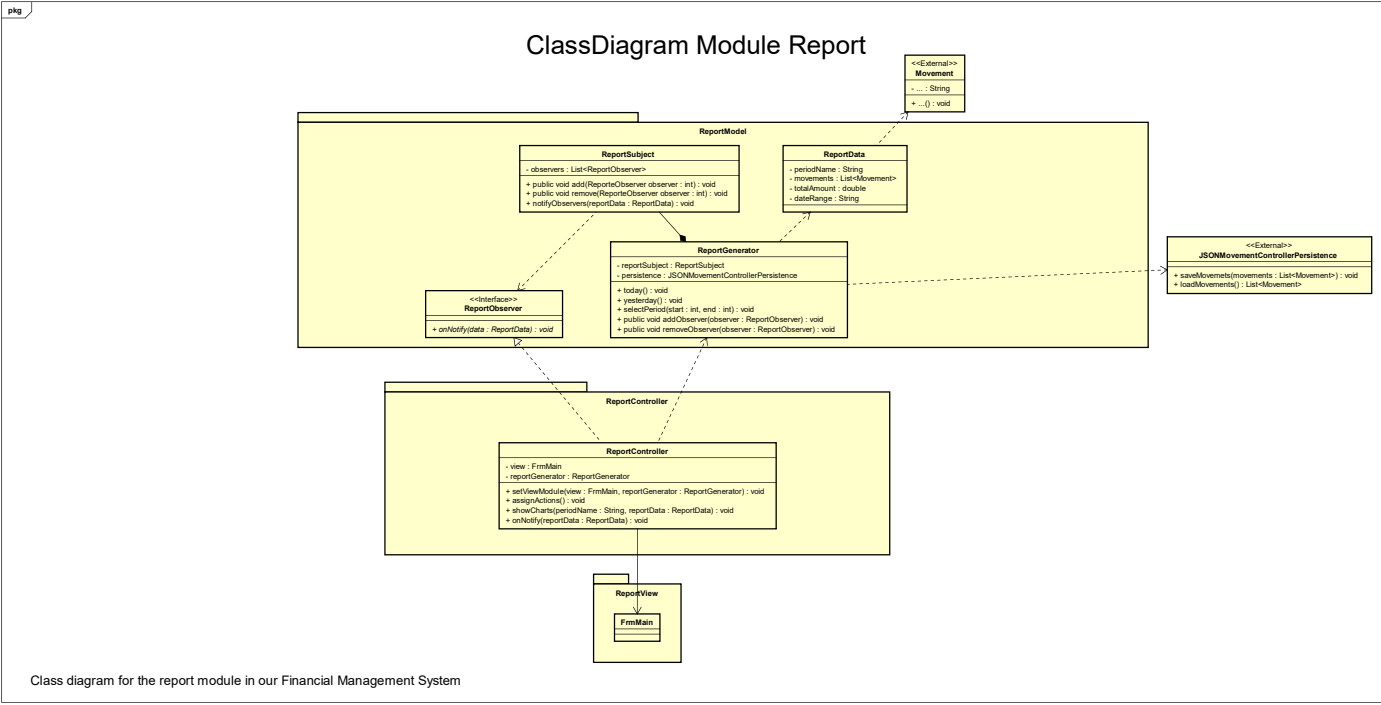 pkg
ClassDiagram Module Report
<<External>>
Movement
- ... : String
+ ...() : void
ReportModel
ReportSubject
- observers : List<ReportObserver>
+ public void add(ReporteObserver observer : int) : void
+ public void remove(ReporteObserver observer : int) : void
+ notifyObservers(reportData : ReportData) : void
ReportData
- periodName : String
- movements : List<Movement>
- totalAmount : double
- dateRange : String
ReportGenerator
- reportSubject : ReportSubject
- persistence : JSONMovementControllerPersistence
+ today() : void
+ yesterday() : void
+ selectPeriod(start : int, end : int) : void
+ public void addObserver(observer : ReportObserver) : void
+ public void removeObserver(observer : ReportObserver) : void
<<External>>
JSONMovementControllerPersistence
+ saveMovemets(movements : List<Movement>) : void
+ loadMovements() : List<Movement>
<<Interface>>
ReportObserver
+ onNotify(data : ReportData) : void
ReportController
ReportController
- view : FrmMain
- reportGenerator : ReportGenerator
+ setViewModule(view : FrmMain, reportGenerator : ReportGenerator) : void
+ assignActions() : void
+ showCharts(periodName : String, reportData : ReportData) : void
+ onNotify(reportData : ReportData) : void
ReportView
FrmMain
Class diagram for the report module in our Financial Management System